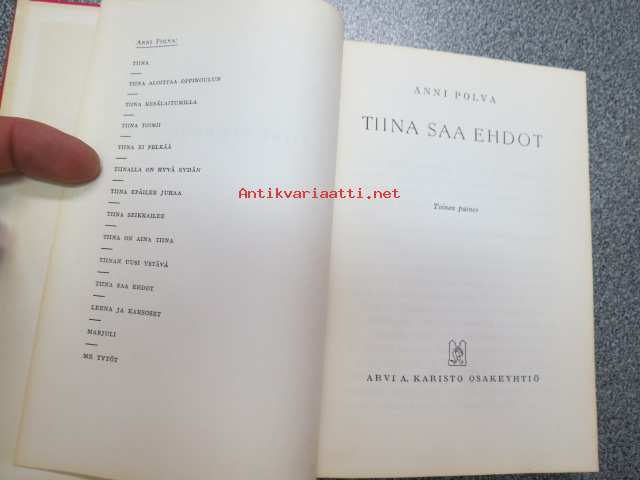 Anni Polva:
TIINA
TIINA ALOITTAA OPPIKOULUN
TIINA KESÄLAITUMILLA
TIINA TOIMII
TIINA EI PELKÄÄ
TIINALLA ON HYVÄ SYDÄN
TIINA EPÄILEE JUHAA
TIINA SEIKKAILEE
TIINA ON AINA TIINA
TIINAN UUSI YSTÄVÄ
TIINA SAA EHDOT
LEENA JA KARHOSET
MARJULI
ME TYTÖT
ANNI POLVA
TIINA SAA EHDOT
Antikvariaatti.net
Toinen painos
ARVI A. KARISTO OSAKEYHTIÖ